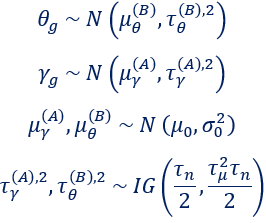 θ_g ~ N (μ_θ^(B), τ_θ^(B),2)
γ_g ~ N (μ_γ^(A), τ_γ^(A),2)
μ_γ^(A), μ_θ^(B) ~ N (μ_0, σ_0^2)
τ_γ^(A),2, τ_θ^(B),2 ~ IG (τ_n/2, τ_μ^2 τ_n/2)